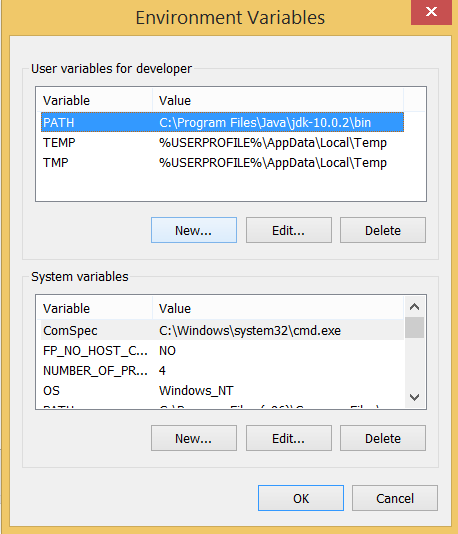 Environment Variables
User variables for developer
Variable Value
PATH C:\Program Files\Java\jdk-10.0.2\bin
TEMP %USERPROFILE%\AppData\Local\Temp
TMP %USERPROFILE%\AppData\Local\Temp
New... Edit... Delete
System variables
Variable Value
ComSpec C:\Windows\system32\cmd.exe
FP_NO_HOST_C... NO
NUMBER_OF_PR... 4
OS Windows_NT
New... Edit... Delete
OK Cancel